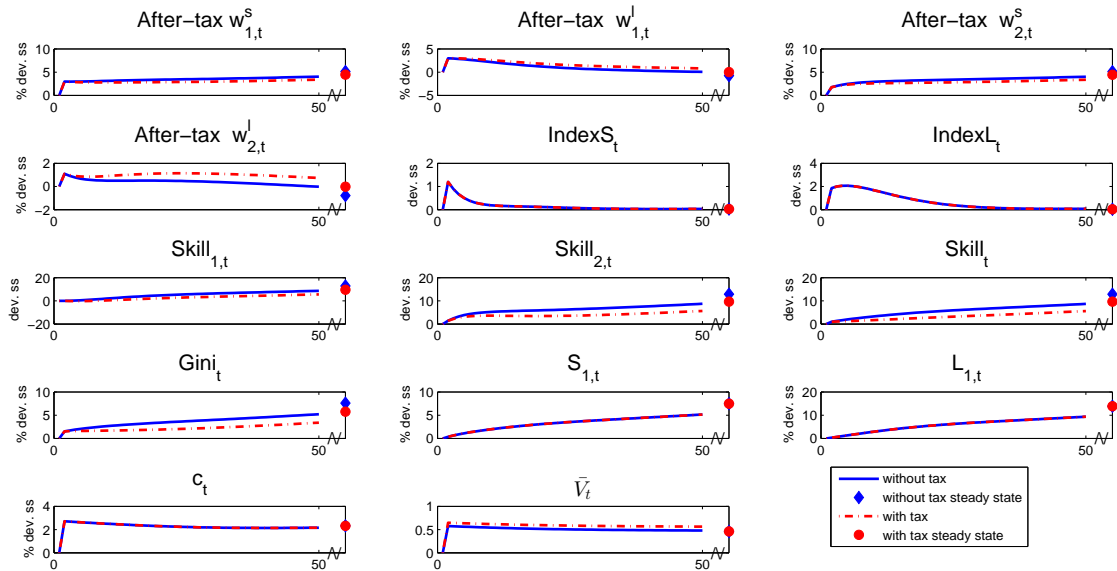 After−tax w^s_{1,t}
After−tax w^l_{1,t}
After−tax w^s_{2,t}
% dev. ss
10
5
0
0
50
% dev. ss
5
0
−5
0
50
% dev. ss
10
5
0
0
50
After−tax w^l_{2,t}
IndexS_t
IndexL_t
% dev. ss
2
0
−2
0
50
dev. ss
2
1
0
0
50
dev. ss
4
2
0
0
50
Skill_{1,t}
Skill_{2,t}
Skill_t
dev. ss
20
0
−20
0
50
dev. ss
20
10
0
0
50
dev. ss
20
10
0
0
50
Gini_t
S_{1,t}
L_{1,t}
% dev. ss
10
5
0
0
50
% dev. ss
10
5
0
0
50
% dev. ss
20
10
0
0
50
c_t
V̄_t
% dev. ss
4
2
0
0
50
% dev. ss
1
0.5
0
0
50
without tax
without tax steady state
with tax
with tax steady state